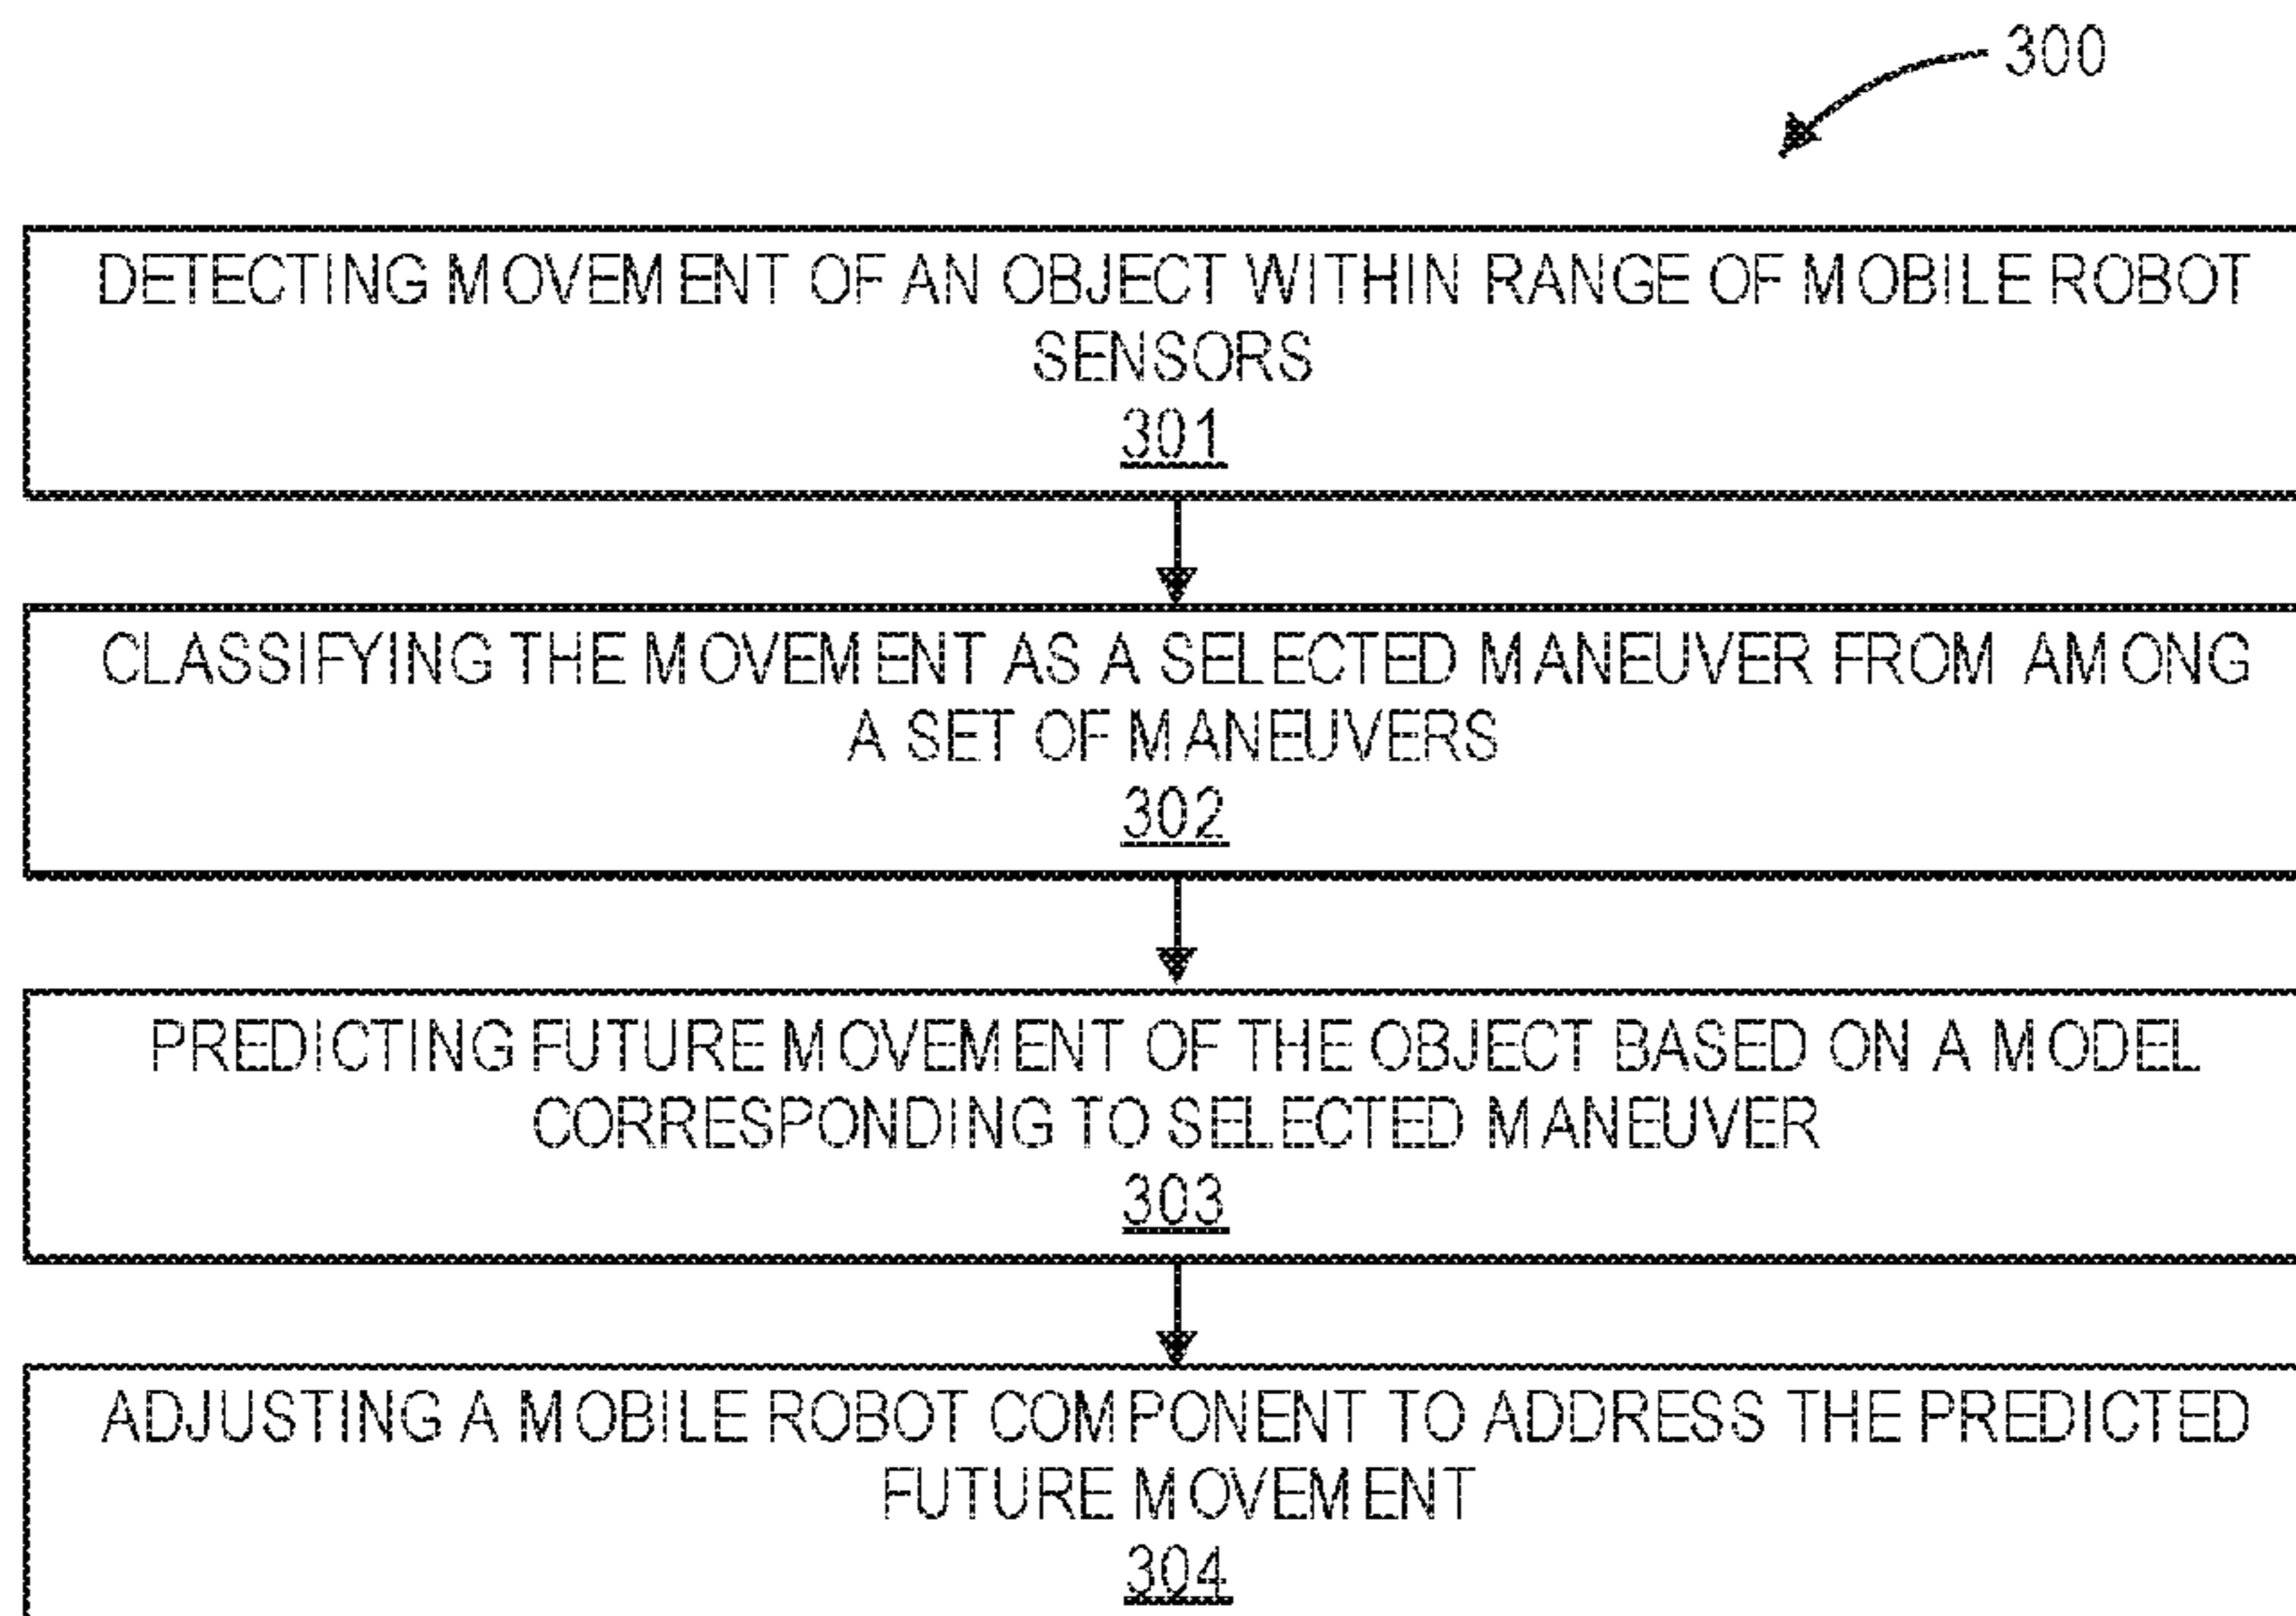 300
DETECTING MOVEMENT OF AN OBJECT WITHIN RANGE OF MOBILE ROBOT
SENSORS
301
CLASSIFYING THE MOVEMENT AS A SELECTED MANEUVER FROM AMONG
A SET OF MANEUVERS
302
PREDICTING FUTURE MOVEMENT OF THE OBJECT BASED ON A MODEL
CORRESPONDING TO SELECTED MANEUVER
303
ADJUSTING A MOBILE ROBOT COMPONENT TO ADDRESS THE PREDICTED
FUTURE MOVEMENT
304